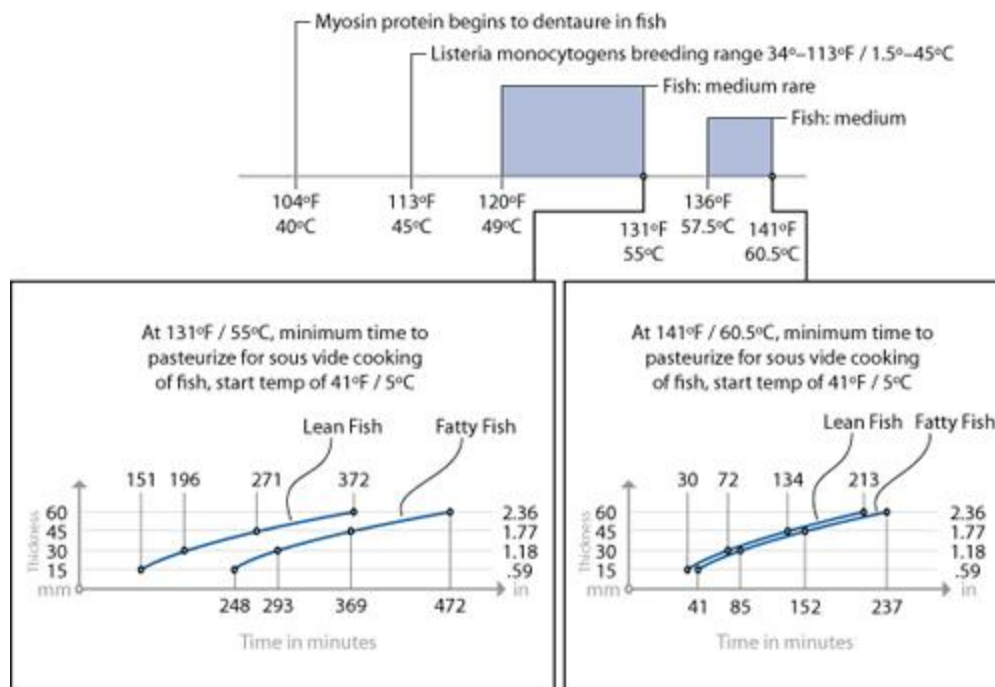 Myosin protein begins to dentaure in fish
Listeria monocytogens breeding range 34º–113ºF / 1.5º–45ºC
Fish: medium rare
Fish: medium
104ºF
40ºC
113ºF
45ºC
120ºF
49ºC
131ºF
55ºC
136ºF
57.5ºC
141ºF
60.5ºC
At 131ºF / 55ºC, minimum time to
pasteurize for sous vide cooking
of fish, start temp of 41ºF / 5ºC
Lean Fish
Fatty Fish
151 196 271 372
Thickness
60
45
30
15
mm
2.36
1.77
1.18
.59
in
248 293 369 472
Time in minutes
At 141ºF / 60.5ºC, minimum time to
pasteurize for sous vide cooking
of fish, start temp of 41ºF / 5ºC
Lean Fish
Fatty Fish
30 72 134 213
Thickness
60
45
30
15
mm
2.36
1.77
1.18
.59
in
41 85 152 237
Time in minutes